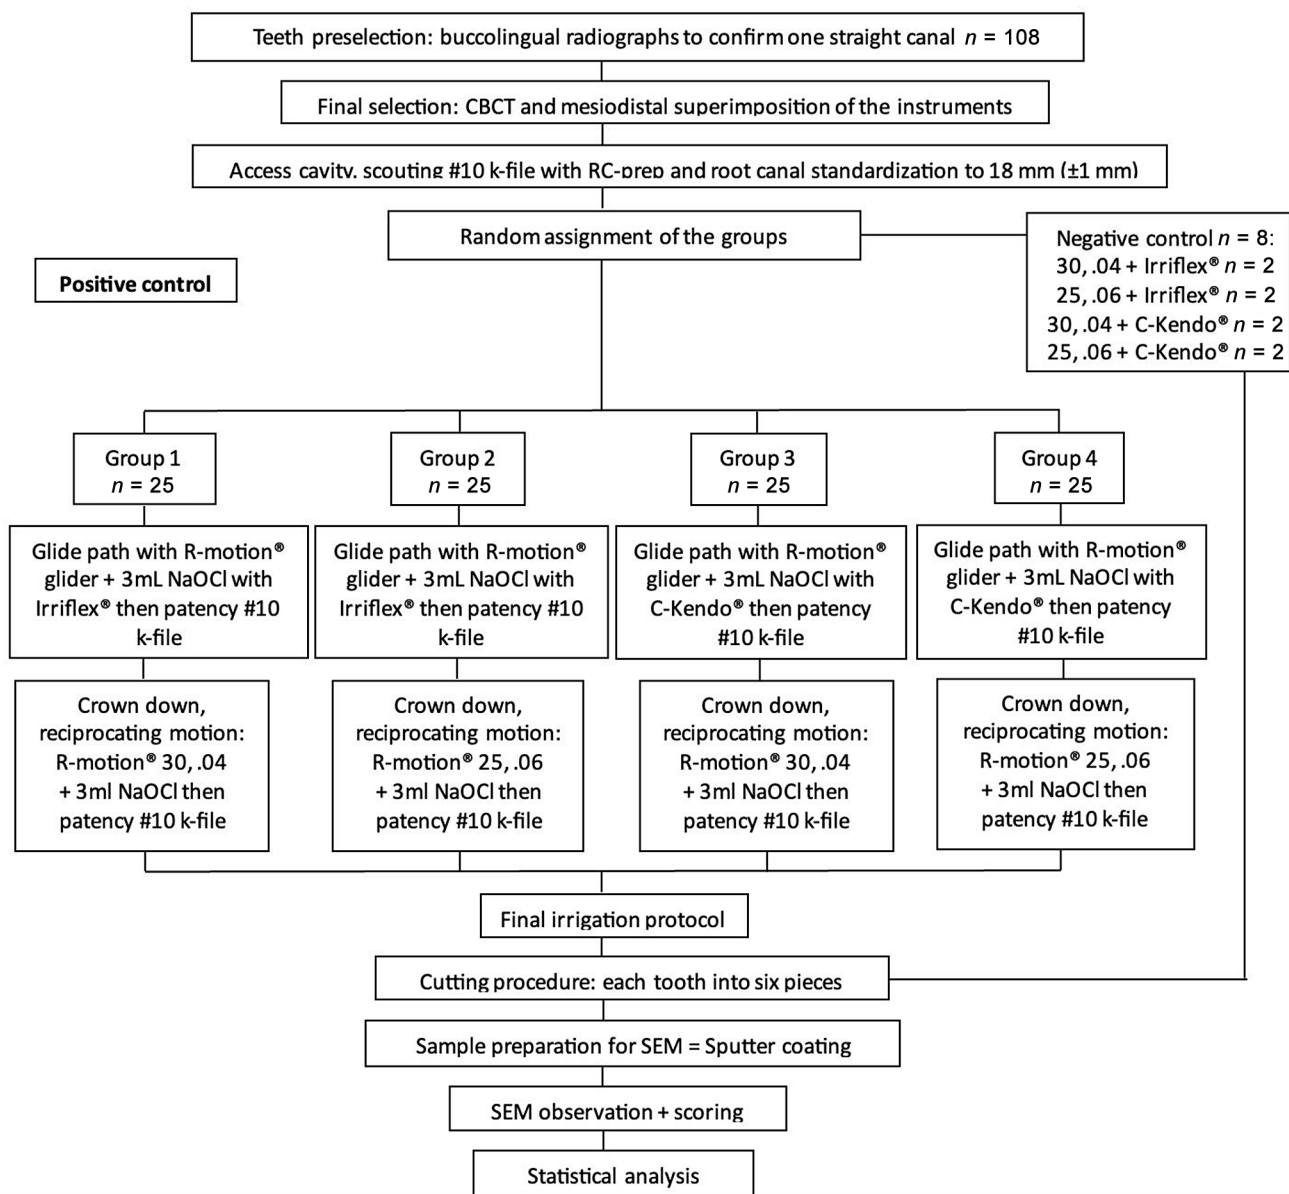 Teeth preselection: buccolingual radiographs to confirm one straight canal n = 108
Final selection: CBCT and mesiodistal superimposition of the instruments
Access cavity, scouting #10 k-file with RC-prep and root canal standardization to 18 mm (±1 mm)
Random assignment of the groups
Negative control n = 8:
30, .04 + Irriflex® n = 2
25, .06 + Irriflex® n = 2
30, .04 + C-Kendo® n = 2
25, .06 + C-Kendo® n = 2
Positive control
Group 1
n = 25
Group 2
n = 25
Group 3
n = 25
Group 4
n = 25
Glide path with R-motion®
glider + 3mL NaOCl with
Irriflex® then patency #10
k-file
Glide path with R-motion®
glider + 3mL NaOCl with
Irriflex® then patency #10
k-file
Glide path with R-motion®
glider + 3mL NaOCl with
C-Kendo® then patency
#10 k-file
Glide path with R-motion®
glider + 3mL NaOCl with
C-Kendo® then patency
#10 k-file
Crown down,
reciprocating motion:
R-motion® 30, .04
+ 3ml NaOCl then
patency #10 k-file
Crown down,
reciprocating motion:
R-motion® 25, .06
+ 3ml NaOCl then
patency #10 k-file
Crown down,
reciprocating motion:
R-motion® 30, .04
+ 3ml NaOCl then
patency #10 k-file
Crown down,
reciprocating motion:
R-motion® 25, .06
+ 3ml NaOCl then
patency #10 k-file
Final irrigation protocol
Cutting procedure: each tooth into six pieces
Sample preparation for SEM = Sputter coating
SEM observation + scoring
Statistical analysis